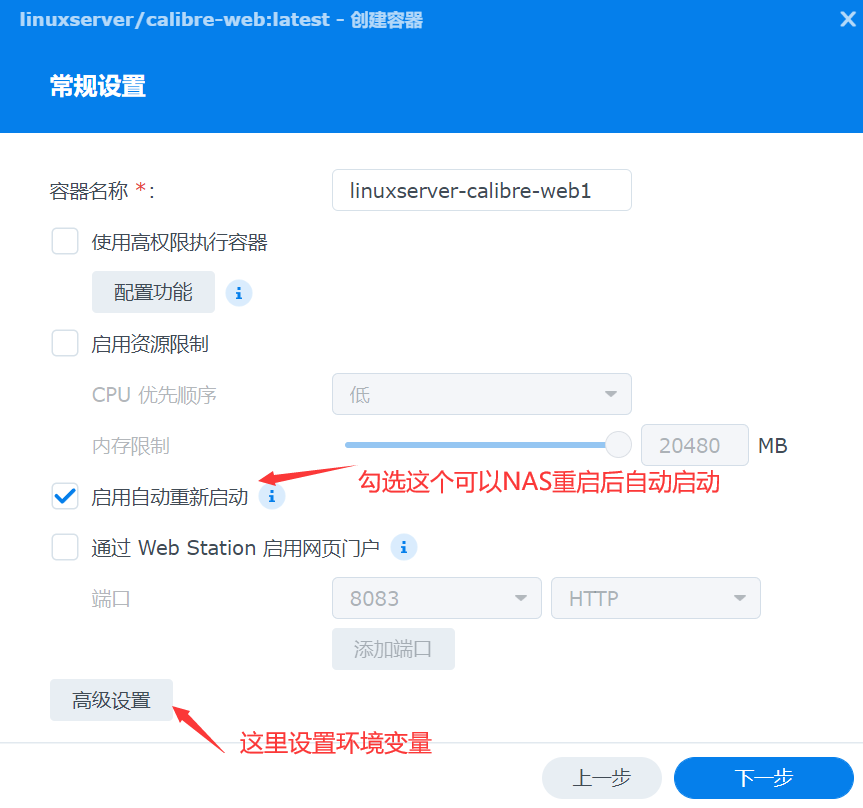 linuxserver/calibre-web:latest - 创建容器
常规设置
容器名称 *: linuxserver-calibre-web1
使用高权限执行容器
配置功能
启用资源限制
CPU 优先顺序 低
内存限制 20480 MB
勾选这个可以NAS重启后自动启动
启用自动重新启动
通过 Web Station 启用网页门户
端口 8083 HTTP
添加端口
高级设置
这里设置环境变量
上一步 下一步